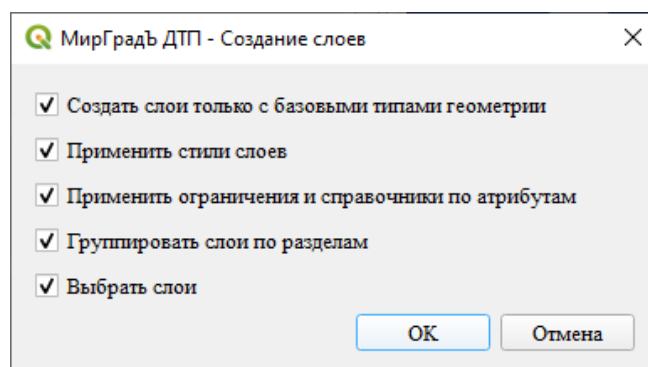 МирГрадЪ ДТП - Создание слоев
Создать слои только с базовыми типами геометрии
Применить стили слоев
Применить ограничения и справочники по атрибутам
Группировать слои по разделам
Выбрать слои
OK Отмена